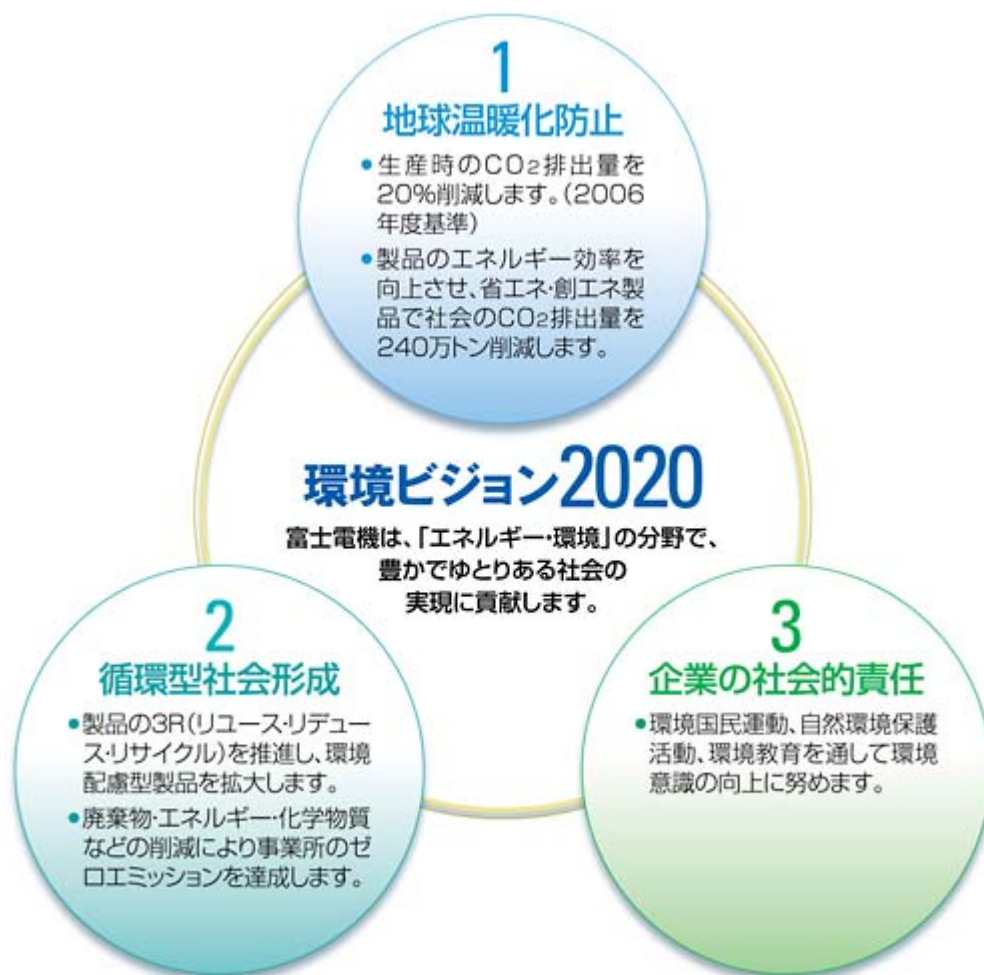 1
地球温暖化防止
•生産時のCO₂排出量を
20%削減します。(2006
年度基準)
•製品のエネルギー効率を
向上させ、省エネ・創エネ製
品で社会のCO₂排出量を
240万トン削減します。
環境ビジョン2020
富士電機は、「エネルギー・環境」の分野で、
豊かでゆとりある社会の
実現に貢献します。
2
循環型社会形成
•製品の3R(リユース・リデュー
ス・リサイクル)を推進し、環境
配慮型製品を拡大します。
•廃棄物・エネルギー・化学物質
などの削減により事業所のゼ
ロエミッションを達成します。
3
企業の社会的責任
•環境国民運動、自然環境保護
活動、環境教育を通して環境
意識の向上に努めます。